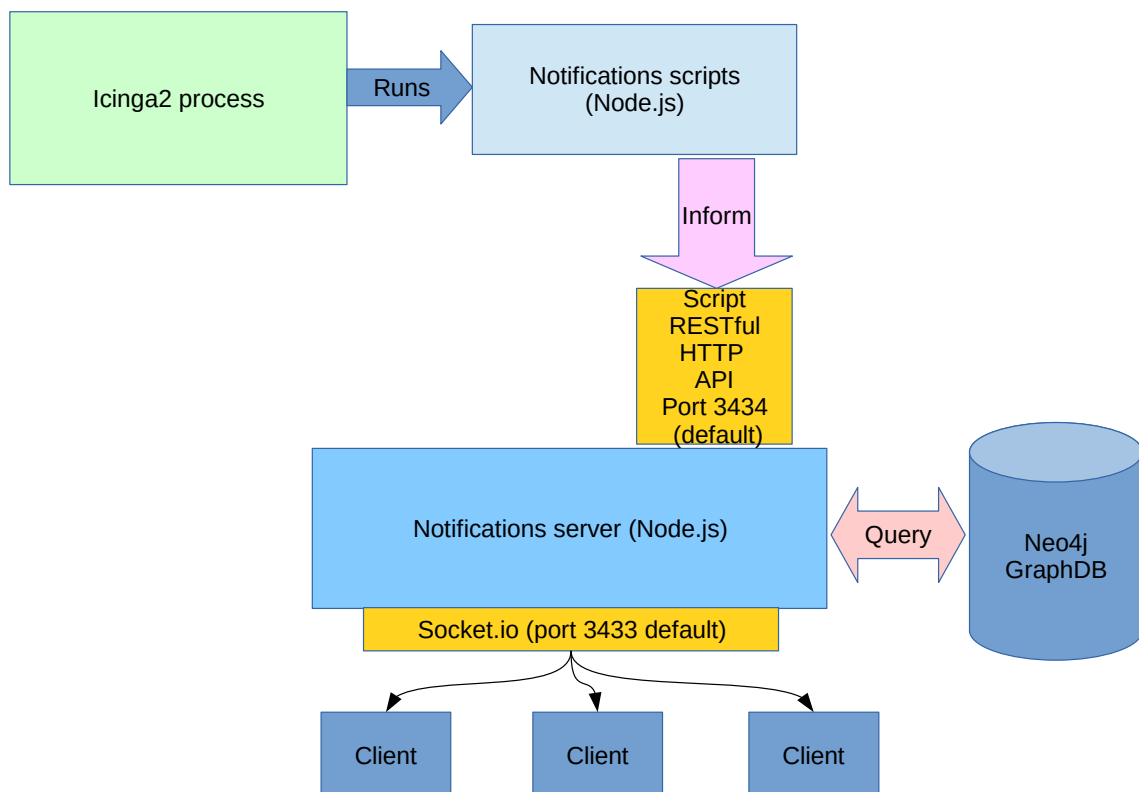 Icinga2 process
Runs
Notifications scripts
(Node.js)
Inform
Script
RESTful
HTTP
API
Port 3434
(default)
Notifications server (Node.js)
Query
Neo4j
GraphDB
Socket.io (port 3433 default)
Client
Client
Client